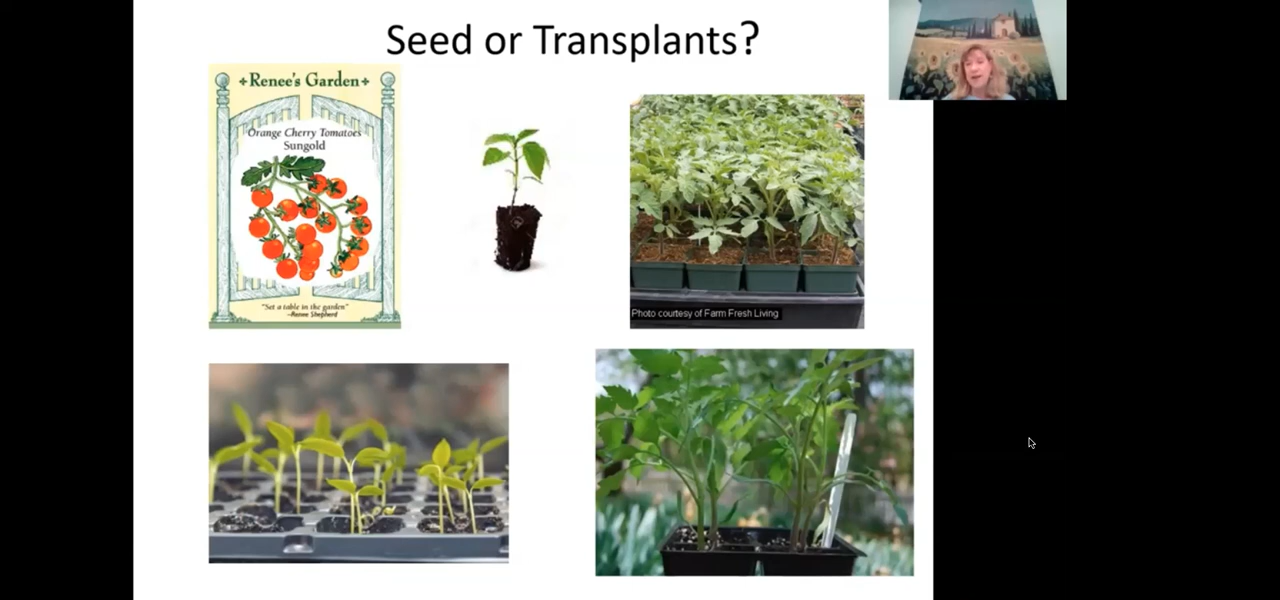 Seed or Transplants?
Renee's Garden
Orange Cherry Tomatoes
Sungold
"Set a table in the garden"
—Renee Shepherd
Photo courtesy of Farm Fresh Living